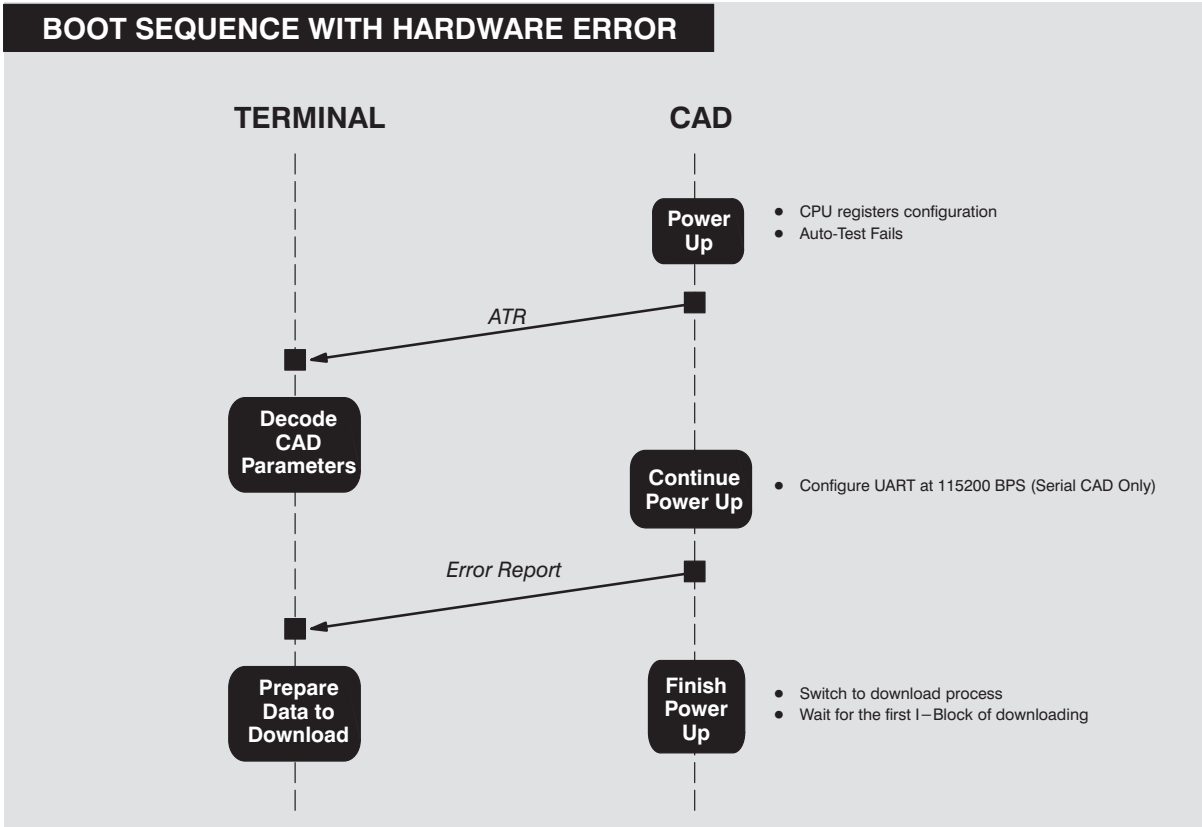 BOOT SEQUENCE WITH HARDWARE ERROR
TERMINAL
CAD
Power
Up
• CPU registers configuration
• Auto-Test Fails
ATR
Decode
CAD
Parameters
Continue
Power Up
• Configure UART at 115200 BPS (Serial CAD Only)
Error Report
Prepare
Data to
Download
Finish
Power
Up
• Switch to download process
• Wait for the first I–Block of downloading